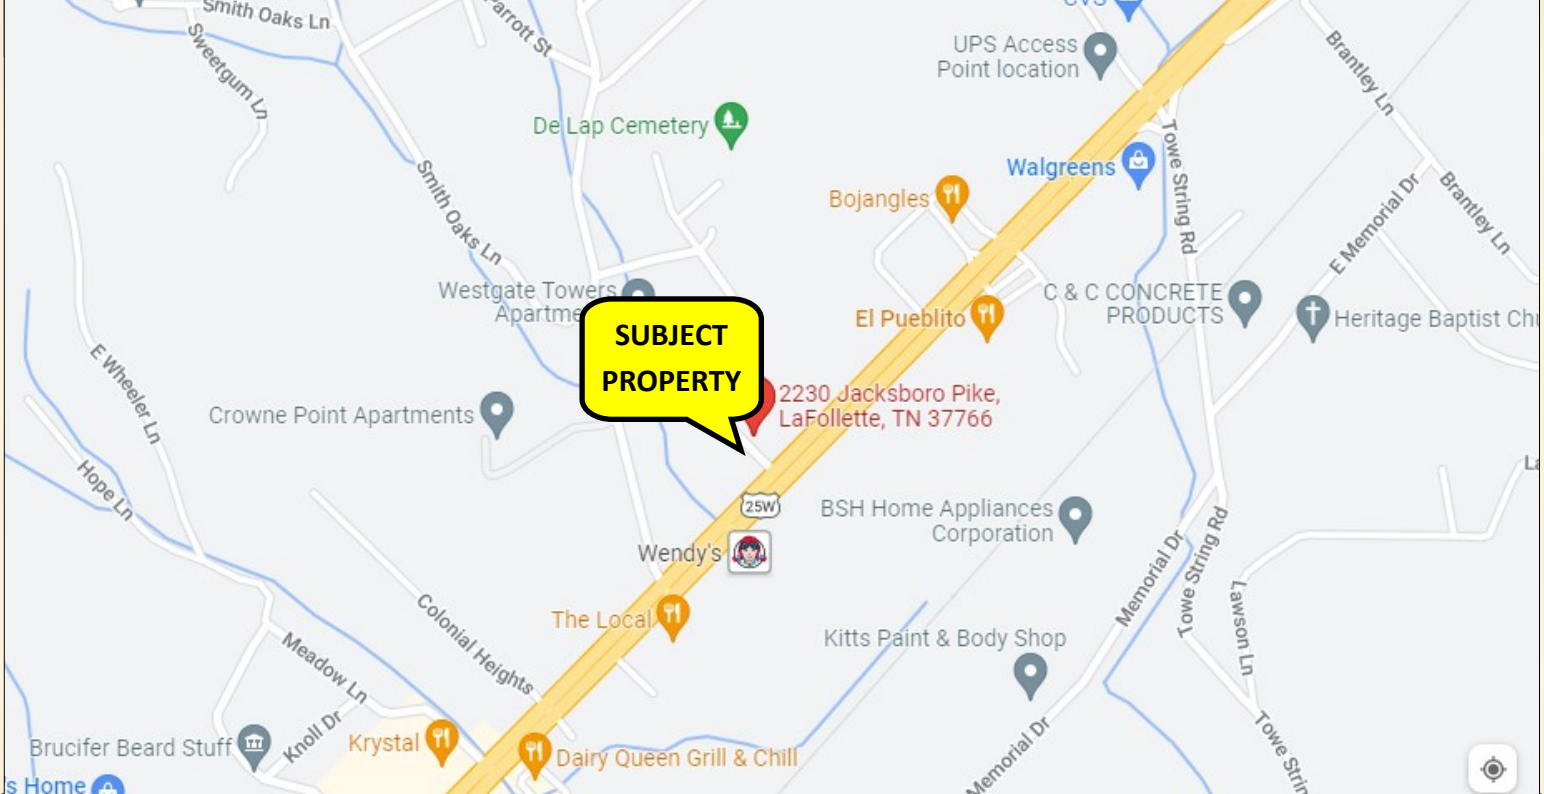 Smith Oaks Ln
Parrott St
CVS
UPS Access
Point location
Brantley Ln
Sweetgum Ln
De Lap Cemetery
Towe String Rd
Walgreens
Smith Oaks Ln
Bojangles
E Memorial Dr
Brantley Ln
Westgate Towers
C & C CONCRETE
PRODUCTS
El Pueblito
Heritage Baptist
SUBJECT
PROPERTY
E Wheeler Ln
2230 Jacksboro Pike,
LaFollette, TN 37766
Crowne Point Apartments
Hope Ln
25W
BSH Home Appliances
Corporation
Wendy's
Memorial Dr
Towe String Rd
Lawson Ln
Colonial Heights
The Local
Kitts Paint & Body Shop
Meadow Ln
Knoll Dr
Brucifer Beard Stuff
Krystal
Dairy Queen Grill & Chill
Memorial Dr
Towe Strin
's Home